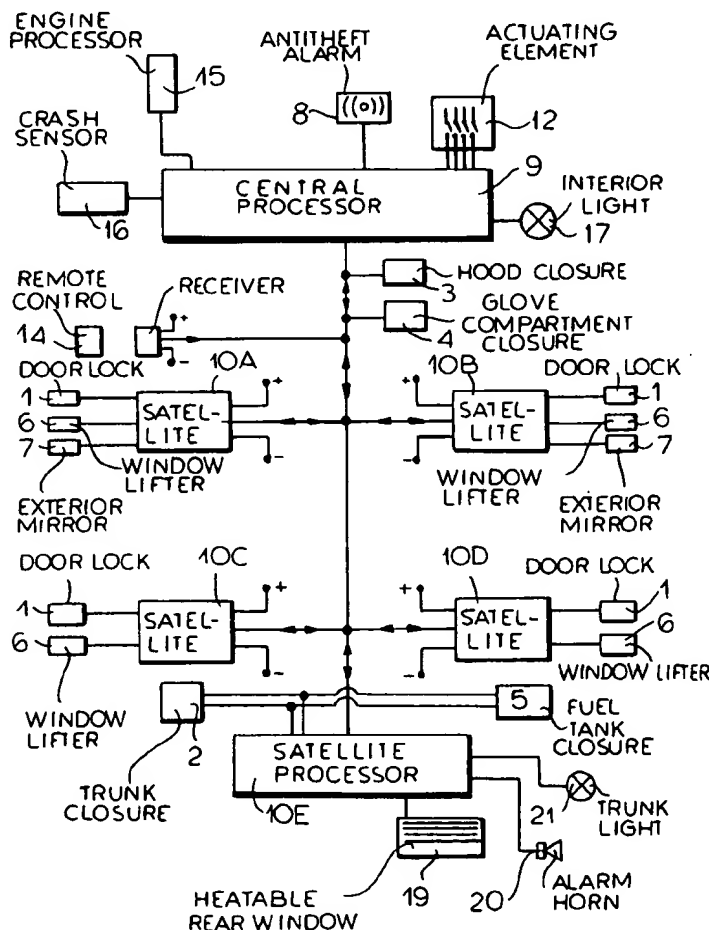 ENGINE
PROCESSOR
15
ANTITHEFT
ALARM
8
((o))
ACTUATING
ELEMENT
12
CRASH
SENSOR
16
CENTRAL
PROCESSOR
9
INTERIOR
LIGHT
17
HOOD CLOSURE
3
REMOTE
CONTROL
14
RECEIVER
+
-
GLOVE
COMPARTMENT
CLOSURE
4
DOOR LOCK
1
6
7
10A
SATEL-
LITE
+
-
WINDOW
LIFTER
EXTERIOR
MIRROR
10B
SATEL-
LITE
+
-
DOOR LOCK
1
6
7
WINDOW
LIFTER
EXTERIOR
MIRROR
DOOR LOCK
1
6
10C
SATEL-
LITE
+
-
WINDOW
LIFTER
10D
SATEL-
LITE
+
-
DOOR LOCK
1
6
WINDOW
LIFTER
2
TRUNK
CLOSURE
5
FUEL
TANK
CLOSURE
SATELLITE
PROCESSOR
10E
21
TRUNK
LIGHT
19
HEATABLE
REAR WINDOW
20
ALARM
HORN